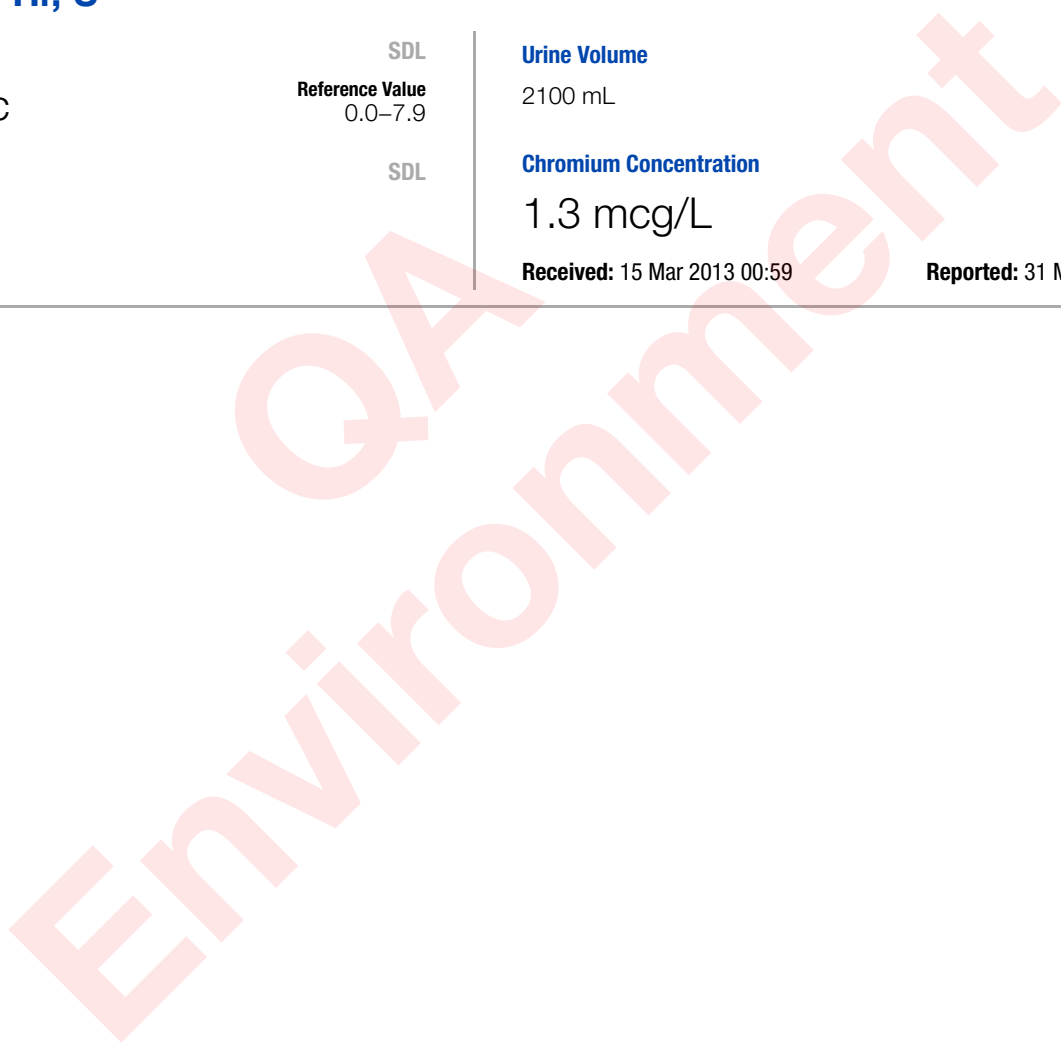 SDL
Reference Value
0.0–7.9
SDL
Urine Volume
2100 mL
Chromium Concentration
1.3 mcg/L
Received: 15 Mar 2013 00:59 Reported: 31
QA
Environment